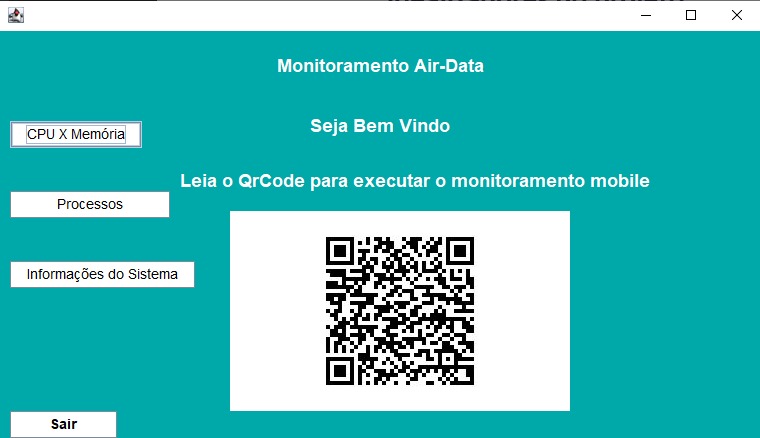 Monitoramento Air-Data
Seja Bem Vindo
CPU X Memória
Leia o QrCode para executar o monitoramento mobile
Processos
Informações do Sistema
Sair